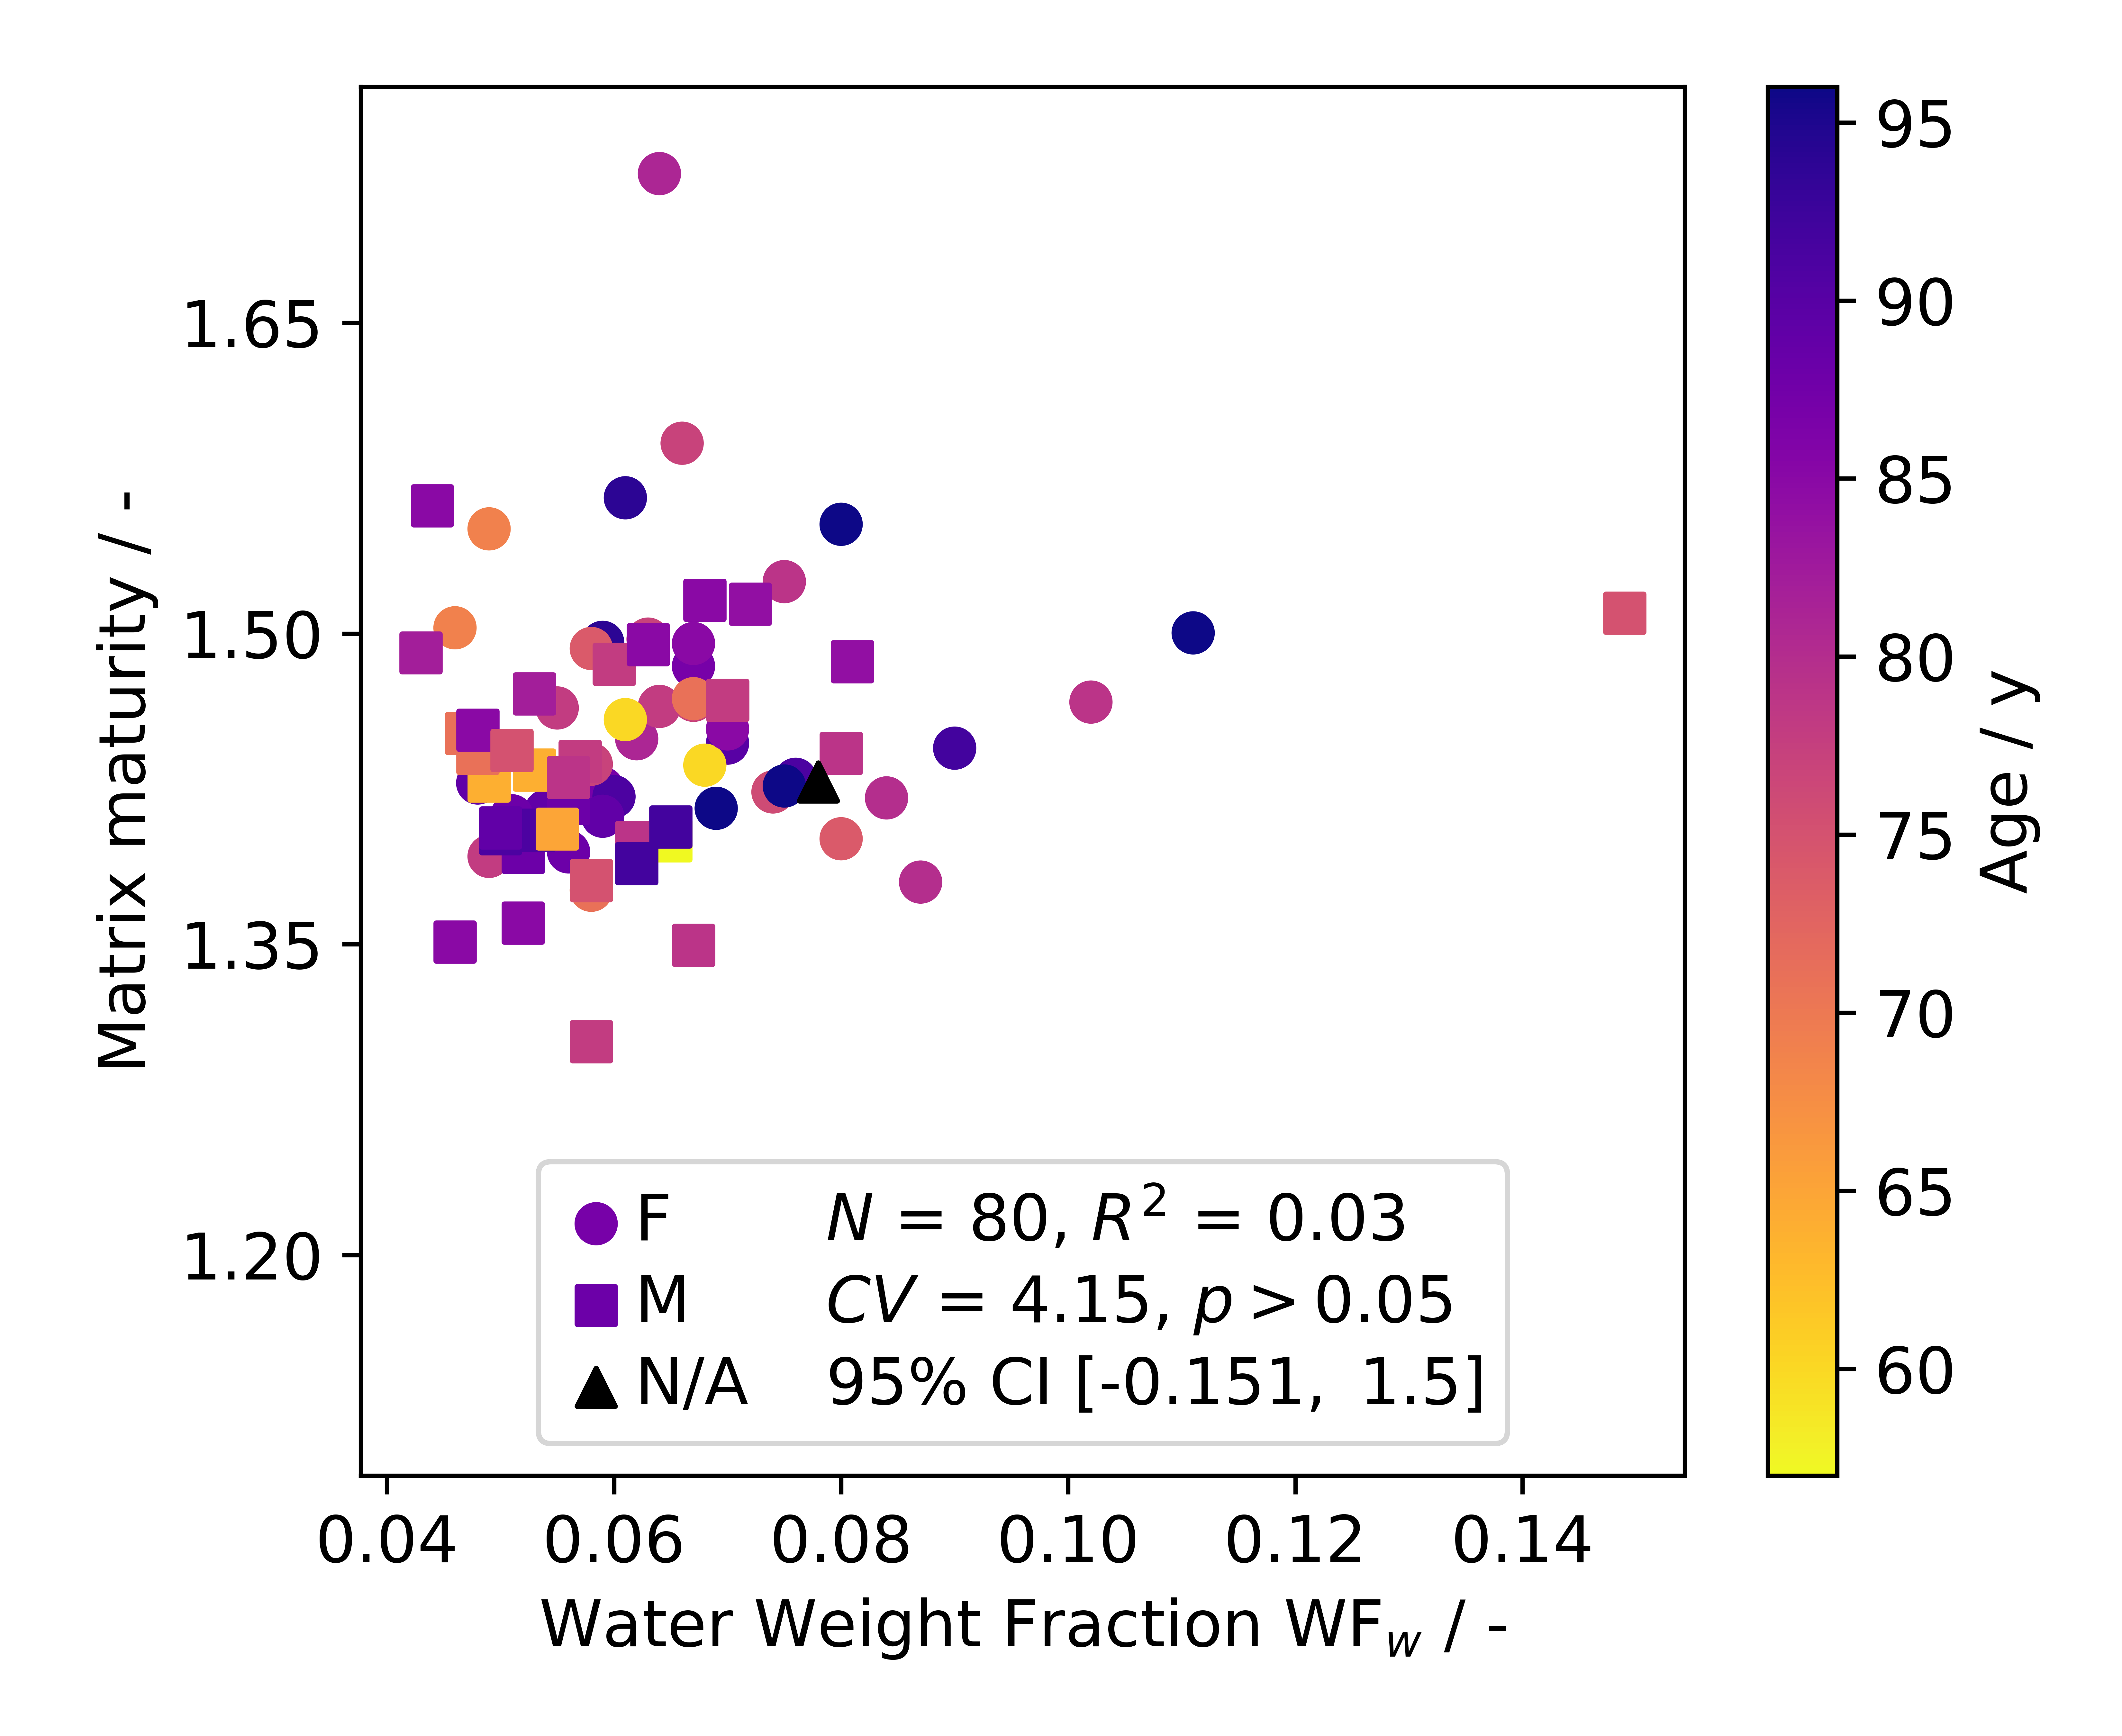 1.65
1.50
1.35
1.20
Matrix maturity / -
F N = 80, R² = 0.03
M CV = 4.15, p > 0.05
N/A 95% CI [-0.151, 1.5]
0.04 0.06 0.08 0.10 0.12 0.14
Water Weight Fraction WF_w / -
95
90
85
80
75
70
65
60
Age / y